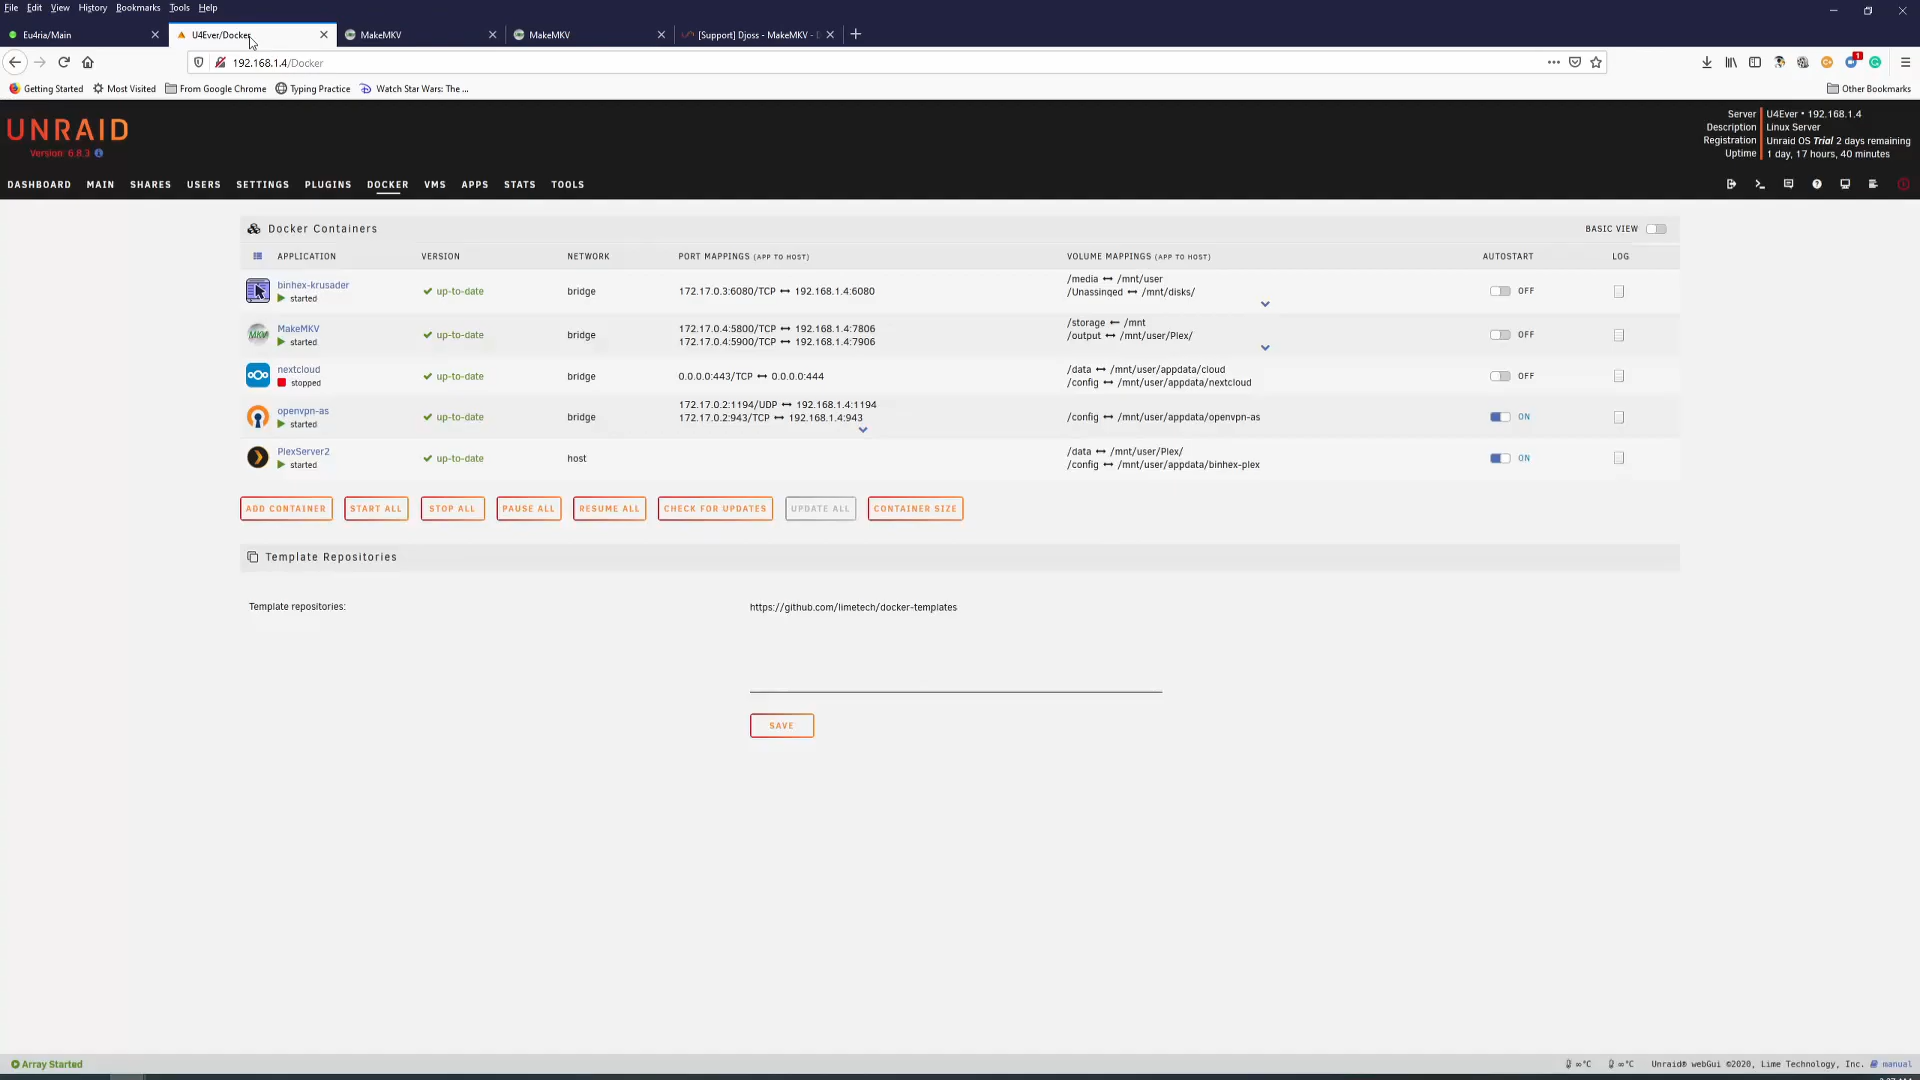 File Edit View History Bookmarks Tools Help
Eu4ria/Main
U4Ever/Docker
MakeMKV
MakeMKV
[Support] Djoss - MakeMKV -
192.168.1.4/Docker
Getting Started Most Visited From Google Chrome Typing Practice Watch Star Wars: The ... Other Bookmarks
1
UNRAID
Version: 6.8.3
Server U4Ever • 192.168.1.4
Description Linux Server
Registration Unraid OS Trial 2 days remaining
Uptime 1 day, 17 hours, 40 minutes
DASHBOARD MAIN SHARES USERS SETTINGS PLUGINS DOCKER VMS APPS STATS TOOLS
Docker Containers
BASIC VIEW
APPLICATION VERSION NETWORK PORT MAPPINGS (APP TO HOST) VOLUME MAPPINGS (APP TO HOST) AUTOSTART LOG
binhex-krusader
started
up-to-date
bridge
172.17.0.3:6080/TCP ↔ 192.168.1.4:6080
/media ↔ /mnt/user
/Unassinged ↔ /mnt/disks/
OFF
MKV
MakeMKV
started
up-to-date
bridge
172.17.0.4:5800/TCP ↔ 192.168.1.4:7806
172.17.0.4:5900/TCP ↔ 192.168.1.4:7906
/storage ← /mnt
/output ↔ /mnt/user/Plex/
OFF
nextcloud
stopped
up-to-date
bridge
0.0.0.0:443/TCP ↔ 0.0.0.0:444
/data ↔ /mnt/user/appdata/cloud
/config ↔ /mnt/user/appdata/nextcloud
OFF
openvpn-as
started
up-to-date
bridge
172.17.0.2:1194/UDP ↔ 192.168.1.4:1194
172.17.0.2:943/TCP ↔ 192.168.1.4:943
/config ↔ /mnt/user/appdata/openvpn-as
ON
PlexServer2
started
up-to-date
host
/data ↔ /mnt/user/Plex/
/config ↔ /mnt/user/appdata/binhex-plex
ON
ADD CONTAINER START ALL STOP ALL PAUSE ALL RESUME ALL CHECK FOR UPDATES UPDATE ALL CONTAINER SIZE
Template Repositories
Template repositories:
https://github.com/limetech/docker-templates
SAVE
Array Started
∞°C ∞°C Unraid® webGui ©2020, Lime Technology, Inc. manual